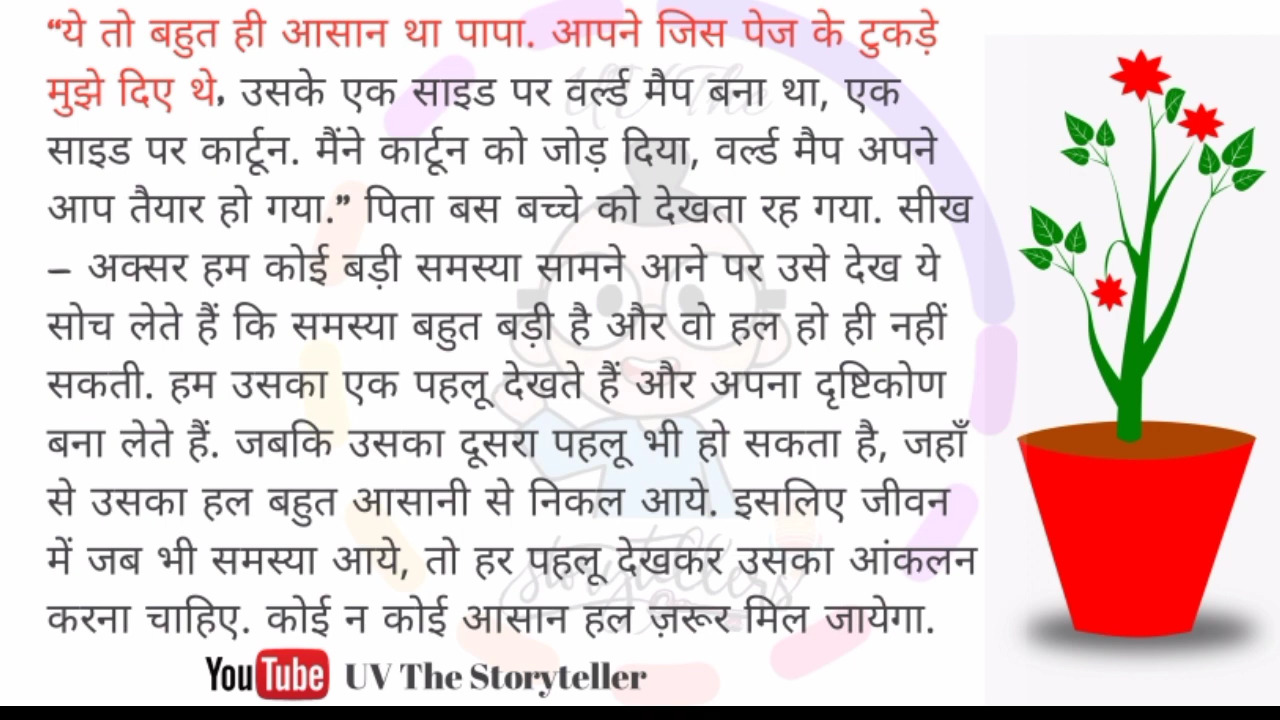 “ये तो बहुत ही आसान था पापा. आपने जिस पेज के टुकड़े
मुझे दिए थे, उसके एक साइड पर वर्ल्ड मैप बना था, एक
साइड पर कार्टून. मैंने कार्टून को जोड़ दिया, वर्ल्ड मैप अपने
आप तैयार हो गया.” पिता बस बच्चे को देखता रह गया. सीख
– अक्सर हम कोई बड़ी समस्या सामने आने पर उसे देख ये
सोच लेते हैं कि समस्या बहुत बड़ी है और वो हल हो ही नहीं
सकती. हम उसका एक पहलू देखते हैं और अपना दृष्टिकोण
बना लेते हैं. जबकि उसका दूसरा पहलू भी हो सकता है, जहाँ
से उसका हल बहुत आसानी से निकल आये. इसलिए जीवन
में जब भी समस्या आये, तो हर पहलू देखकर उसका आंकलन
करना चाहिए. कोई न कोई आसान हल ज़रूर मिल जायेगा.
YouTube UV The Storyteller
UV The
storytellers